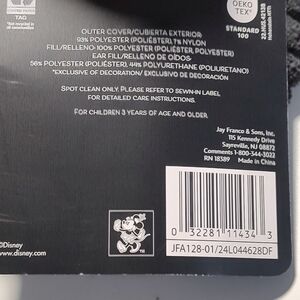 TAG
OEKO
TEX®
STANDARD
100
OUTER COVER/CUBIERTA EXTERIOR
93% POLYESTER (POLIÉSTER), 7% NYLON
FILL/RELLENO: 100% POLYESTER (POLIÉSTER, POLYESTER)
EAR FILL/RELLENO DE OÍDOS:
56% POLYESTER (POLIÉSTER), 44% POLYURETHANE (POLIURETANO)
*EXCLUSIVE OF DECORATION/ EXCLUSIVO DE DECORACIÓN
SPOT CLEAN ONLY. PLEASE REFER TO SEWN-IN LABEL
FOR DETAILED CARE INSTRUCTIONS.
FOR CHILDREN 3 YEARS OF AGE AND OLDER.
Jay Franco & Sons, Inc.
115 Kennedy Drive
Sayreville, NJ 08872
Comments 1-800-344-3022
RN 18389 Made in China
©Disney
www.disney.com
0 32281 11434 3
JFA128-01/24L044628DF